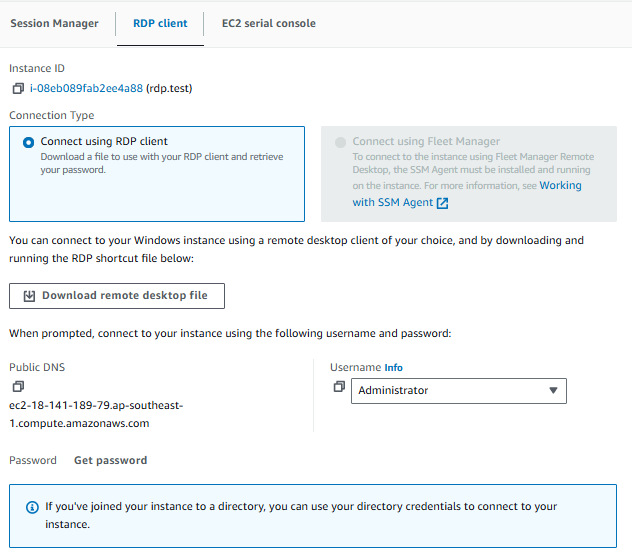 Session Manager
RDP client
EC2 serial console
Instance ID
i-08eb089fab2ee4a88 (rdp.test)
Connection Type
Connect using RDP client
Download a file to use with your RDP client and retrieve
your password.
Connect using Fleet Manager
To connect to the instance using Fleet Manager Remote
Desktop, the SSM Agent must be installed and running
on the instance. For more information, see Working
with SSM Agent
You can connect to your Windows instance using a remote desktop client of your choice, and by downloading and
running the RDP shortcut file below:
Download remote desktop file
When prompted, connect to your instance using the following username and password:
Public DNS
ec2-18-141-189-79.ap-southeast-
1.compute.amazonaws.com
Username Info
Administrator
Password Get password
If you've joined your instance to a directory, you can use your directory credentials to connect to your
instance.